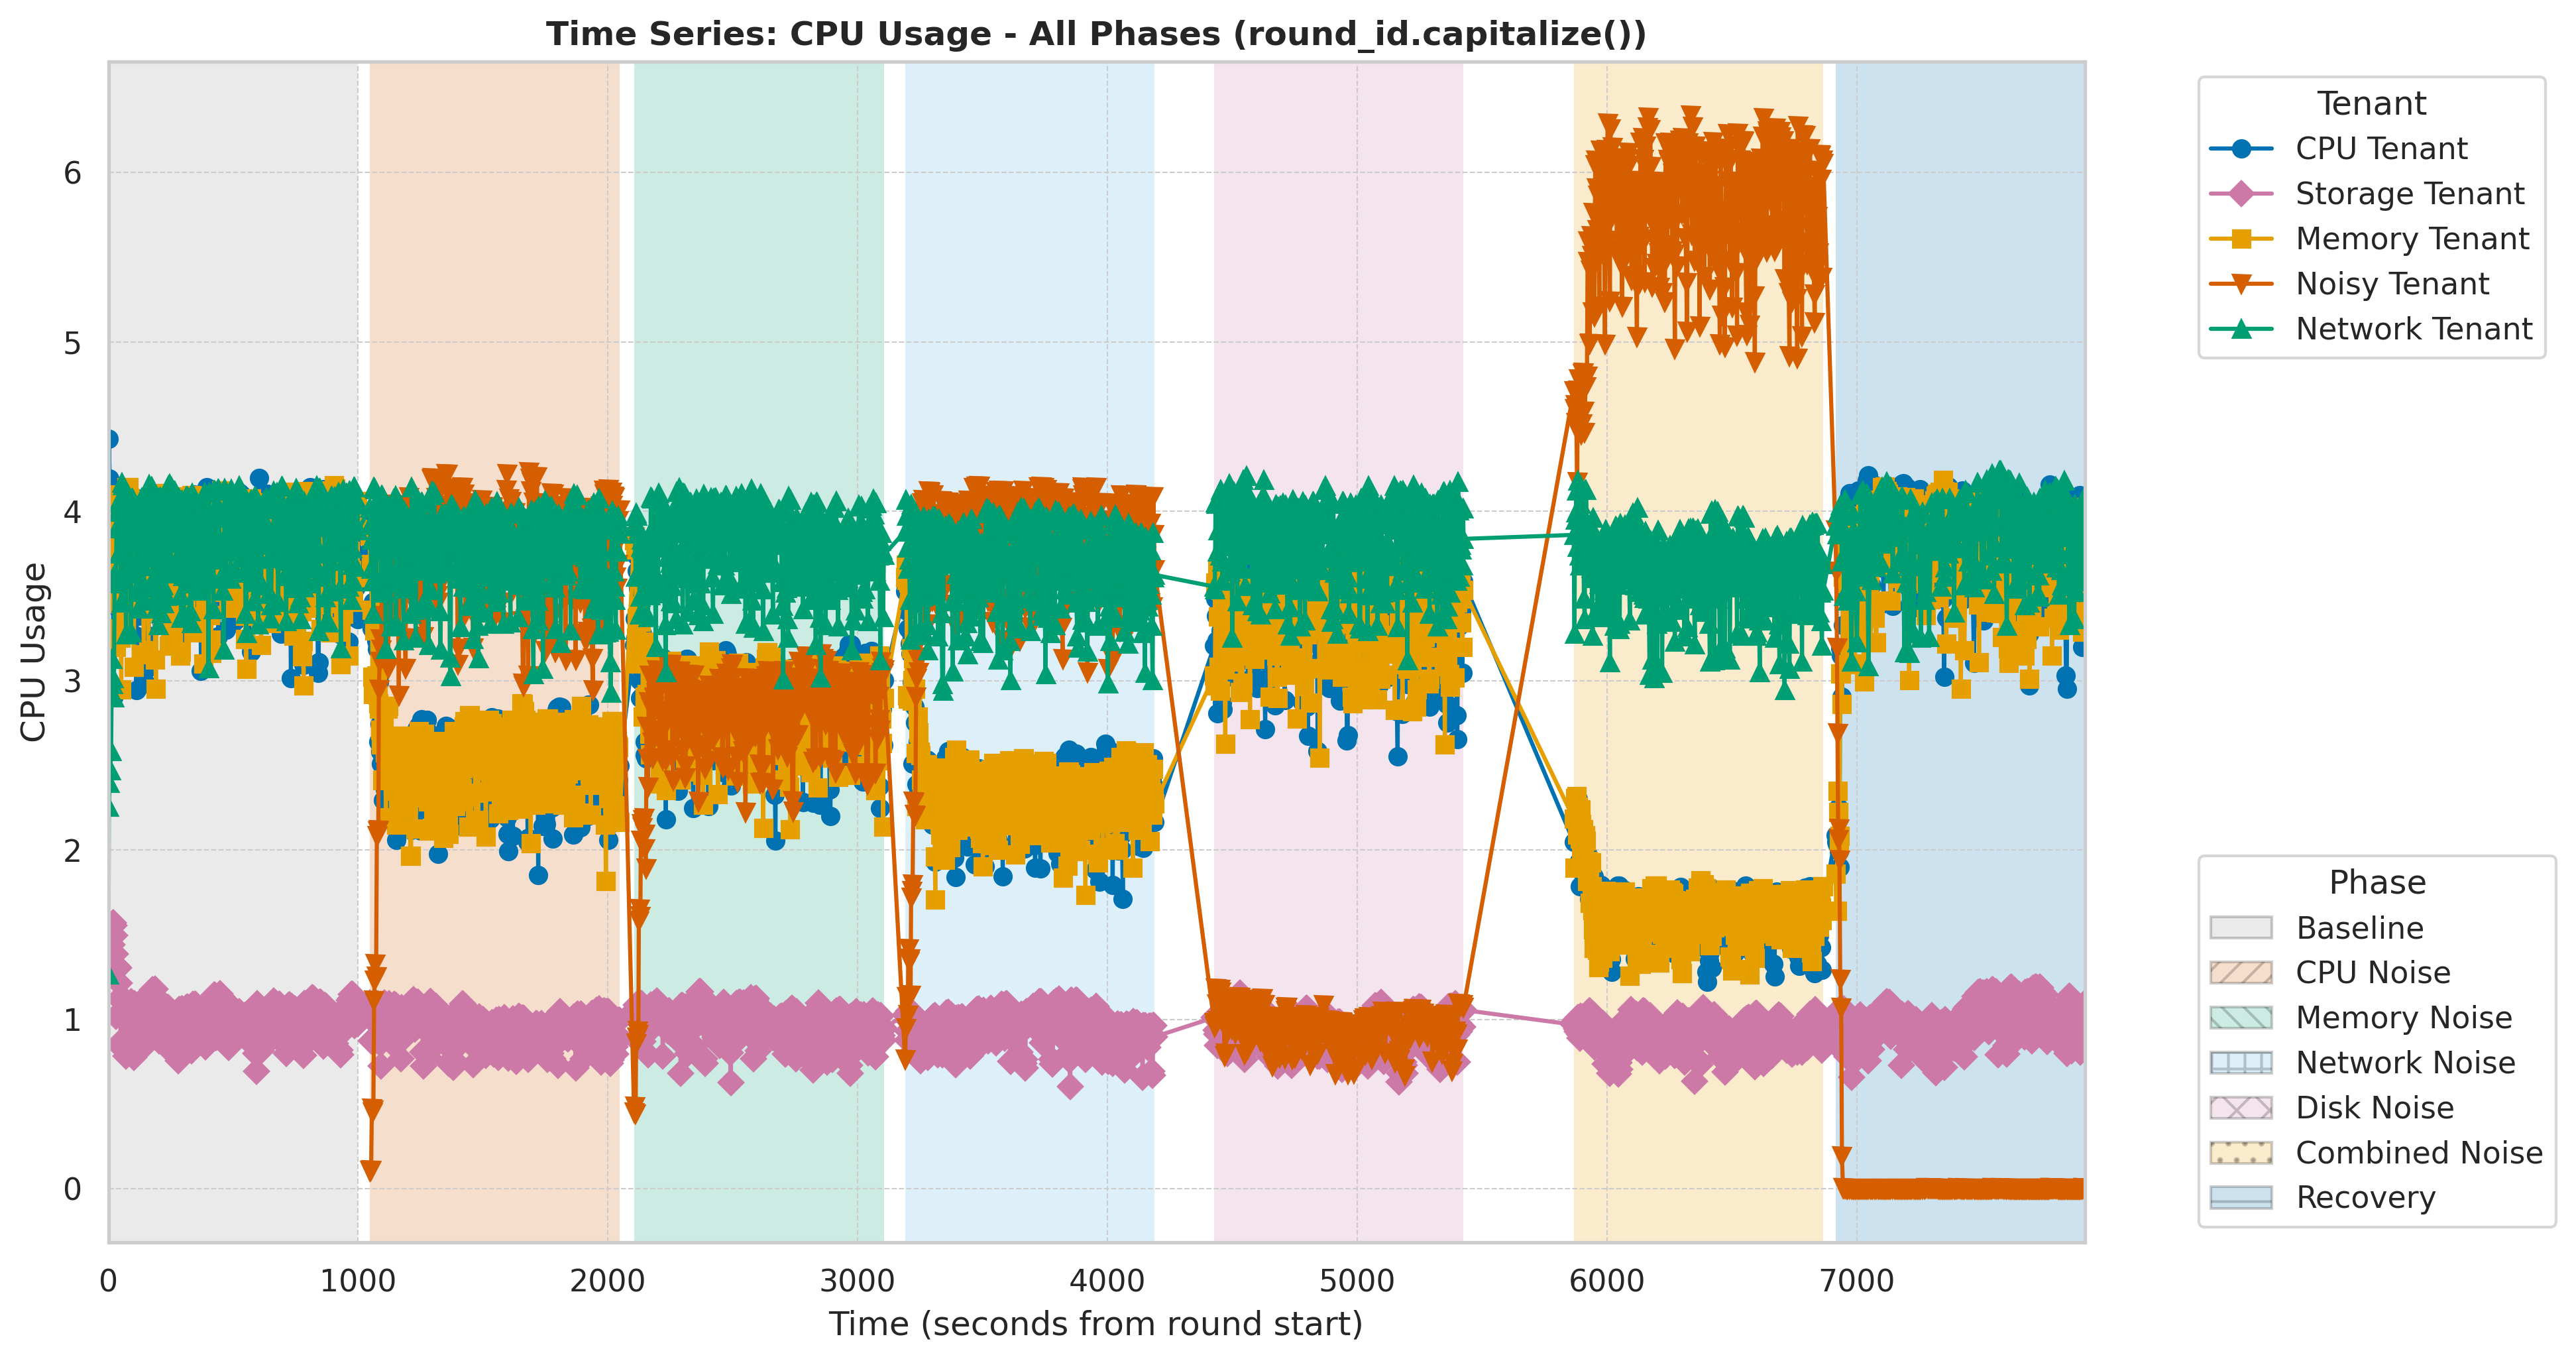 Time Series: CPU Usage - All Phases (round_id.capitalize())
CPU Usage
6
5
4
3
2
1
0
0 1000 2000 3000 4000 5000 6000 7000
Time (seconds from round start)
Tenant
CPU Tenant
Storage Tenant
Memory Tenant
Noisy Tenant
Network Tenant
Phase
Baseline
CPU Noise
Memory Noise
Network Noise
Disk Noise
Combined Noise
Recovery